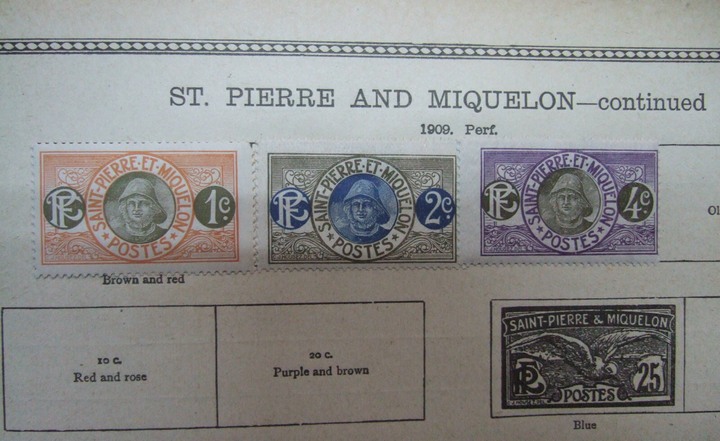 ST. PIERRE AND MIQUELON—continued
1909. Perf.
RF SAINT-PIERRE-ET-MIQUELON 1c.
★ POSTES ★
RF SAINT-PIERRE-ET-MIQUELON 2c.
★ POSTES ★
RF SAINT-PIERRE-ET-MIQUELON 4c.
★ POSTES ★
Brown and red
10 C.
Red and rose
20 C.
Purple and brown
SAINT-PIERRE & MIQUELON
RF POSTES 25
Blue